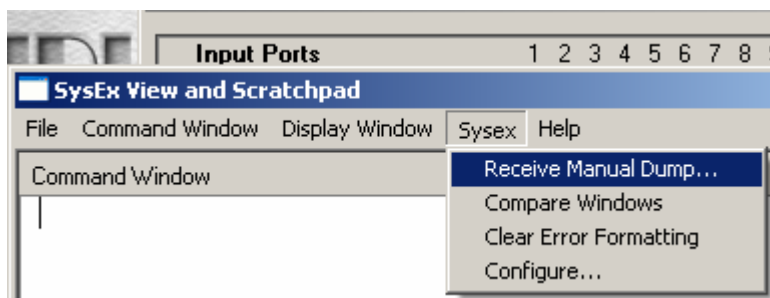 Input Ports 1 2 3 4 5 6 7 8
SysEx View and Scratchpad
File Command Window Display Window Sysex Help
Command Window
Receive Manual Dump...
Compare Windows
Clear Error Formatting
Configure...